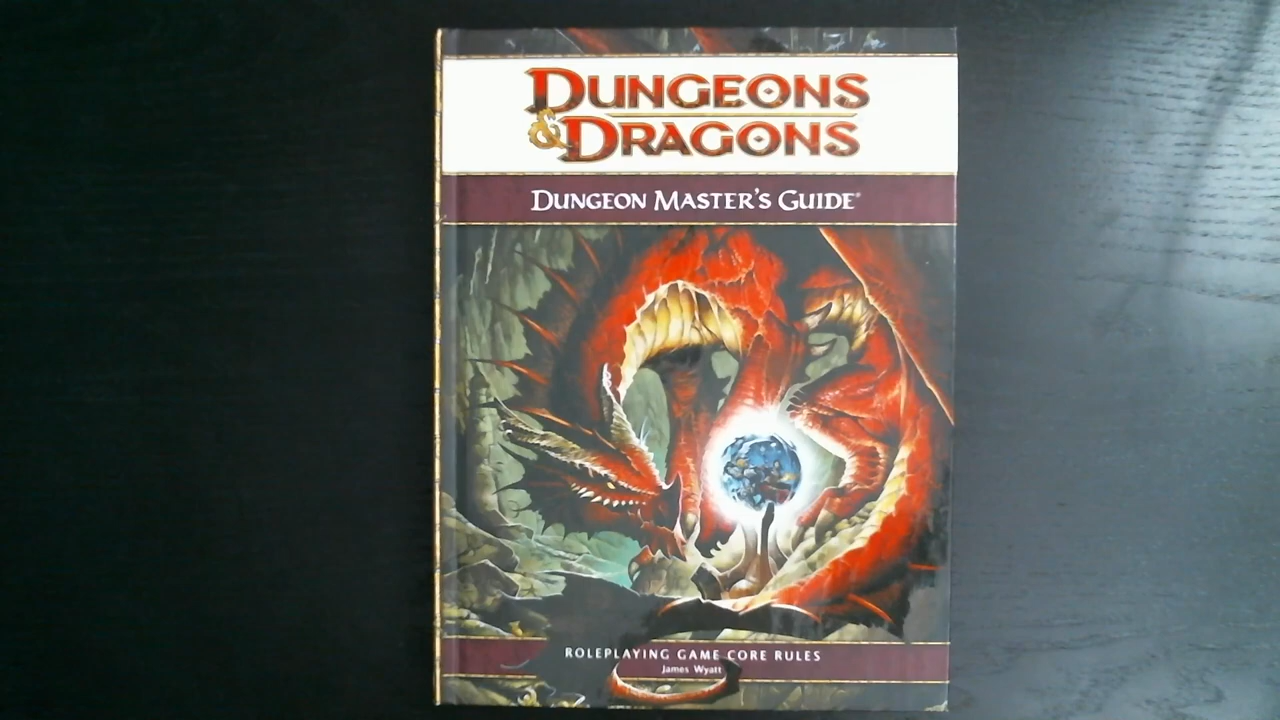 DUNGEONS
& DRAGONS
DUNGEON MASTER'S GUIDE®
ROLEPLAYING GAME CORE RULES
James Wyatt